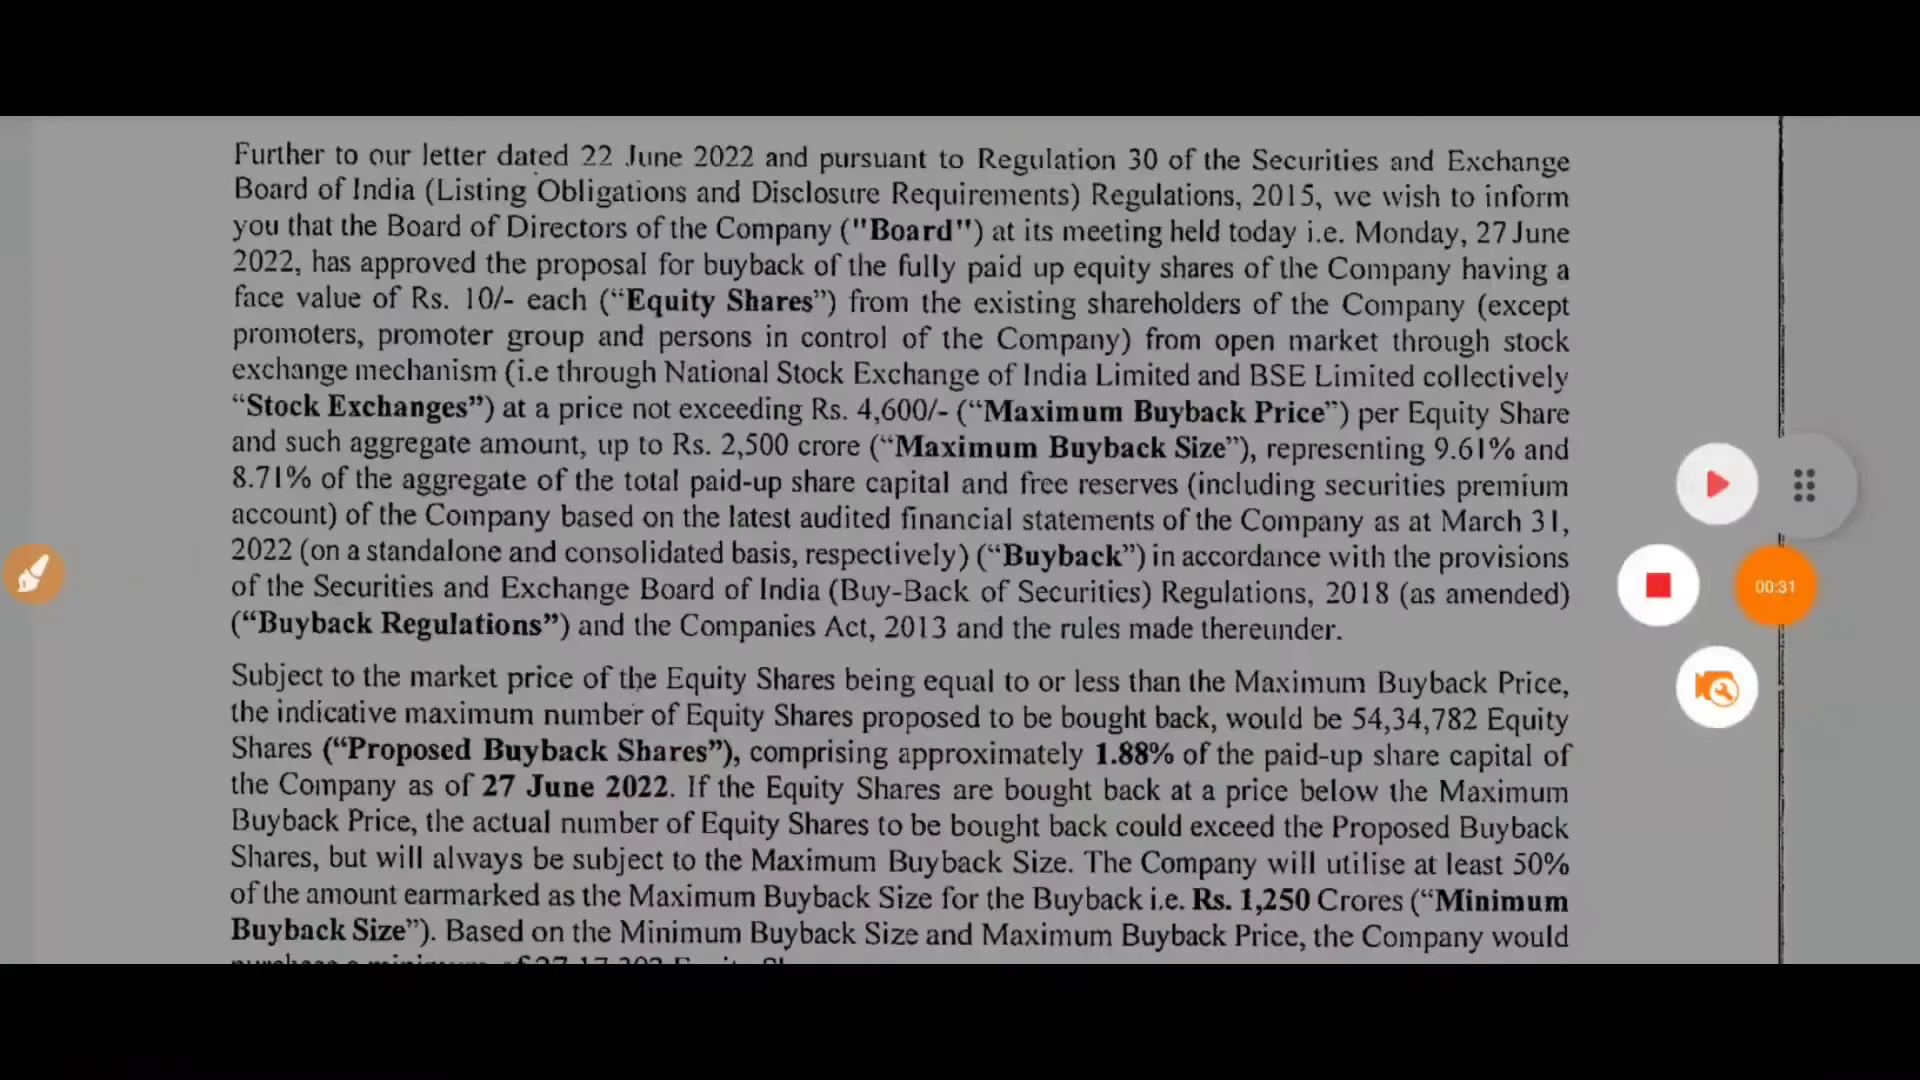 Further to our letter dated 22 June 2022 and pursuant to Regulation 30 of the Securities and Exchange
Board of India (Listing Obligations and Disclosure Requirements) Regulations, 2015, we wish to inform
you that the Board of Directors of the Company ("Board") at its meeting held today i.e. Monday, 27 June
2022, has approved the proposal for buyback of the fully paid up equity shares of the Company having a
face value of Rs. 10/- each (“Equity Shares”) from the existing shareholders of the Company (except
promoters, promoter group and persons in control of the Company) from open market through stock
exchange mechanism (i.e through National Stock Exchange of India Limited and BSE Limited collectively
“Stock Exchanges”) at a price not exceeding Rs. 4,600/- (“Maximum Buyback Price”) per Equity Share
and such aggregate amount, up to Rs. 2,500 crore (“Maximum Buyback Size”), representing 9.61% and
8.71% of the aggregate of the total paid-up share capital and free reserves (including securities premium
account) of the Company based on the latest audited financial statements of the Company as at March 31,
2022 (on a standalone and consolidated basis, respectively) (“Buyback”) in accordance with the provisions
of the Securities and Exchange Board of India (Buy-Back of Securities) Regulations, 2018 (as amended)
(“Buyback Regulations”) and the Companies Act, 2013 and the rules made thereunder.
Subject to the market price of the Equity Shares being equal to or less than the Maximum Buyback Price,
the indicative maximum number of Equity Shares proposed to be bought back, would be 54,34,782 Equity
Shares (“Proposed Buyback Shares”), comprising approximately 1.88% of the paid-up share capital of
the Company as of 27 June 2022. If the Equity Shares are bought back at a price below the Maximum
Buyback Price, the actual number of Equity Shares to be bought back could exceed the Proposed Buyback
Shares, but will always be subject to the Maximum Buyback Size. The Company will utilise at least 50%
of the amount earmarked as the Maximum Buyback Size for the Buyback i.e. Rs. 1,250 Crores (“Minimum
Buyback Size”). Based on the Minimum Buyback Size and Maximum Buyback Price, the Company would
00:31